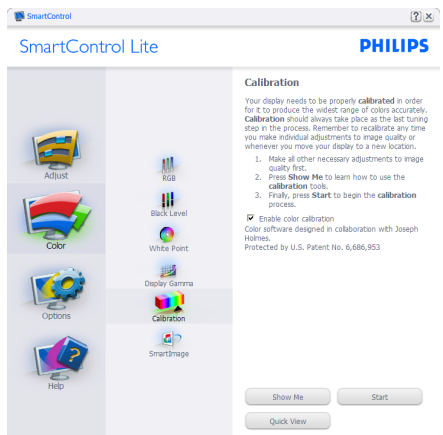 SmartControl
SmartControl Lite
PHILIPS
Adjust
Color
Options
Help
RGB
Black Level
White Point
Display Gamma
Calibration
SmartImage
Calibration
Your display needs to be properly calibrated in order
for it to produce the widest range of colors accurately.
Calibration should always take place as the last tuning
step in the process. Remember to recalibrate any time
you make individual adjustments to image quality or
whenever you move your display to a new location.
1. Make all other necessary adjustments to image
quality first.
2. Press Show Me to learn how to use the
calibration tools.
3. Finally, press Start to begin the calibration
process.
Enable color calibration
Color software designed in collaboration with Joseph
Holmes.
Protected by U.S. Patent No. 6,686,953
Show Me
Start
Quick View